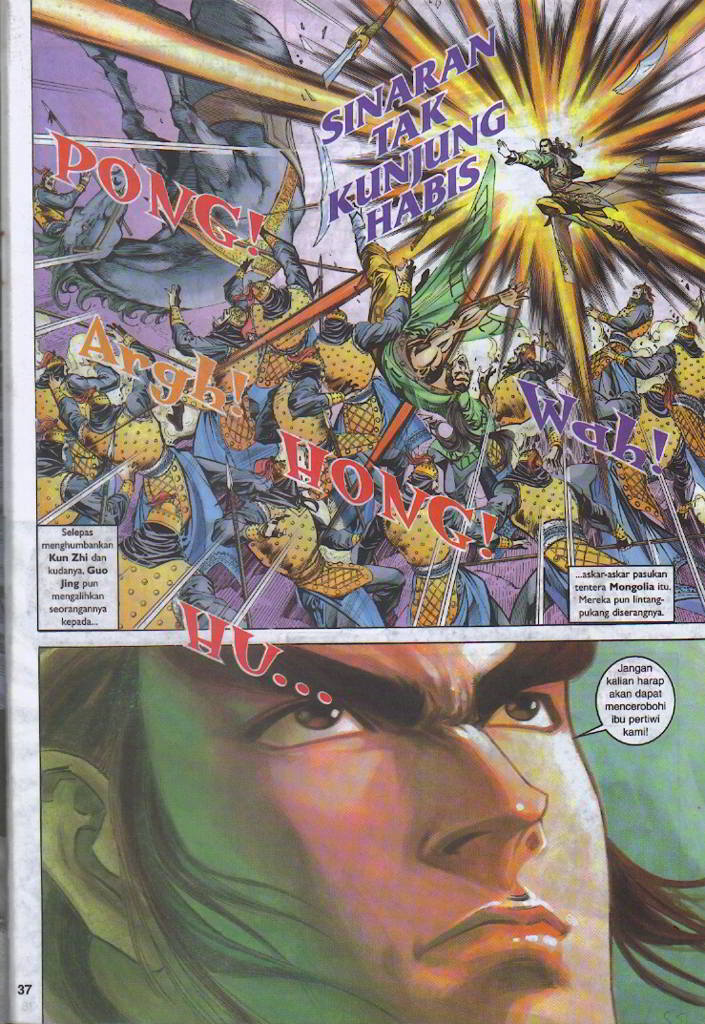 SINARAN
TAK
KUNJUNG
HABIS
PONG!
Argh!
HONG!
Wah!
Selepas
menghumbankan
Kun Zhi dan
kudanya, Guo
Jing pun
mengalihkan
seorangannya
kepada...
...askar-askar pasukan
tentera Mongolia itu.
Mereka pun lintang-
pukang diserangnya.
HU...
Jangan
kalian harap
akan dapat
mencerobohi
ibu pertiwi
kami!
37